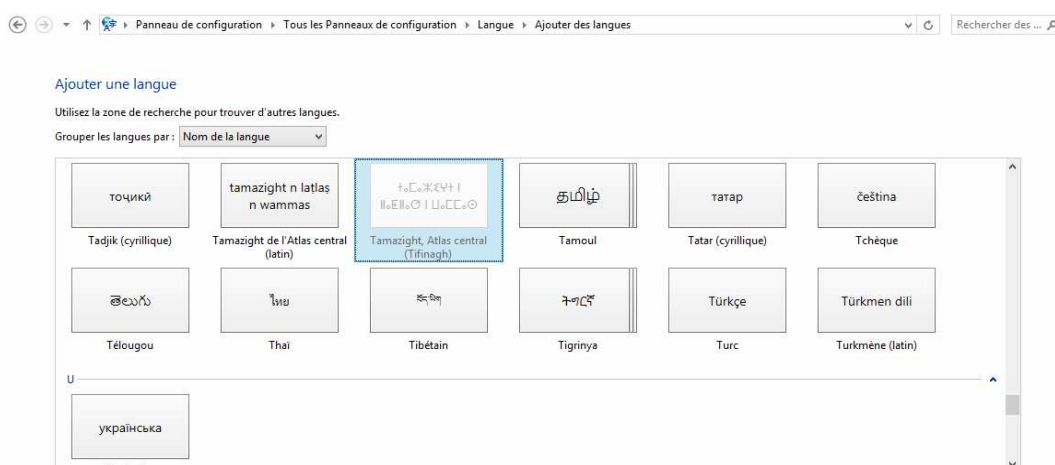 Panneau de configuration Tous les Panneaux de configuration Langue Ajouter des langues
Rechercher des ...
Ajouter une langue
Utilisez la zone de recherche pour trouver d'autres langues.
Grouper les langues par : Nom de la langue
тоҷикӣ
tamazight n laṭlaṣ
n wammas
ⵜⴰⵎⴰⵣⵉⵖⵜ ⵏ
ⵍⴰⵟⵍⴰⵙ ⵏ ⵡⴰⵎⵎⴰⵙ
தமிழ்
татар
čeština
Tadjik (cyrillique)
Tamazight de l'Atlas central
(latin)
Tamazight, Atlas central
(Tifinagh)
Tamoul
Tatar (cyrillique)
Tchèque
తెలుగు
ไทย
བོད་ཡིག
ትግርኛ
Türkçe
Türkmen dili
Télougou
Thaï
Tibétain
Tigrinya
Turc
Turkmène (latin)
U
українська